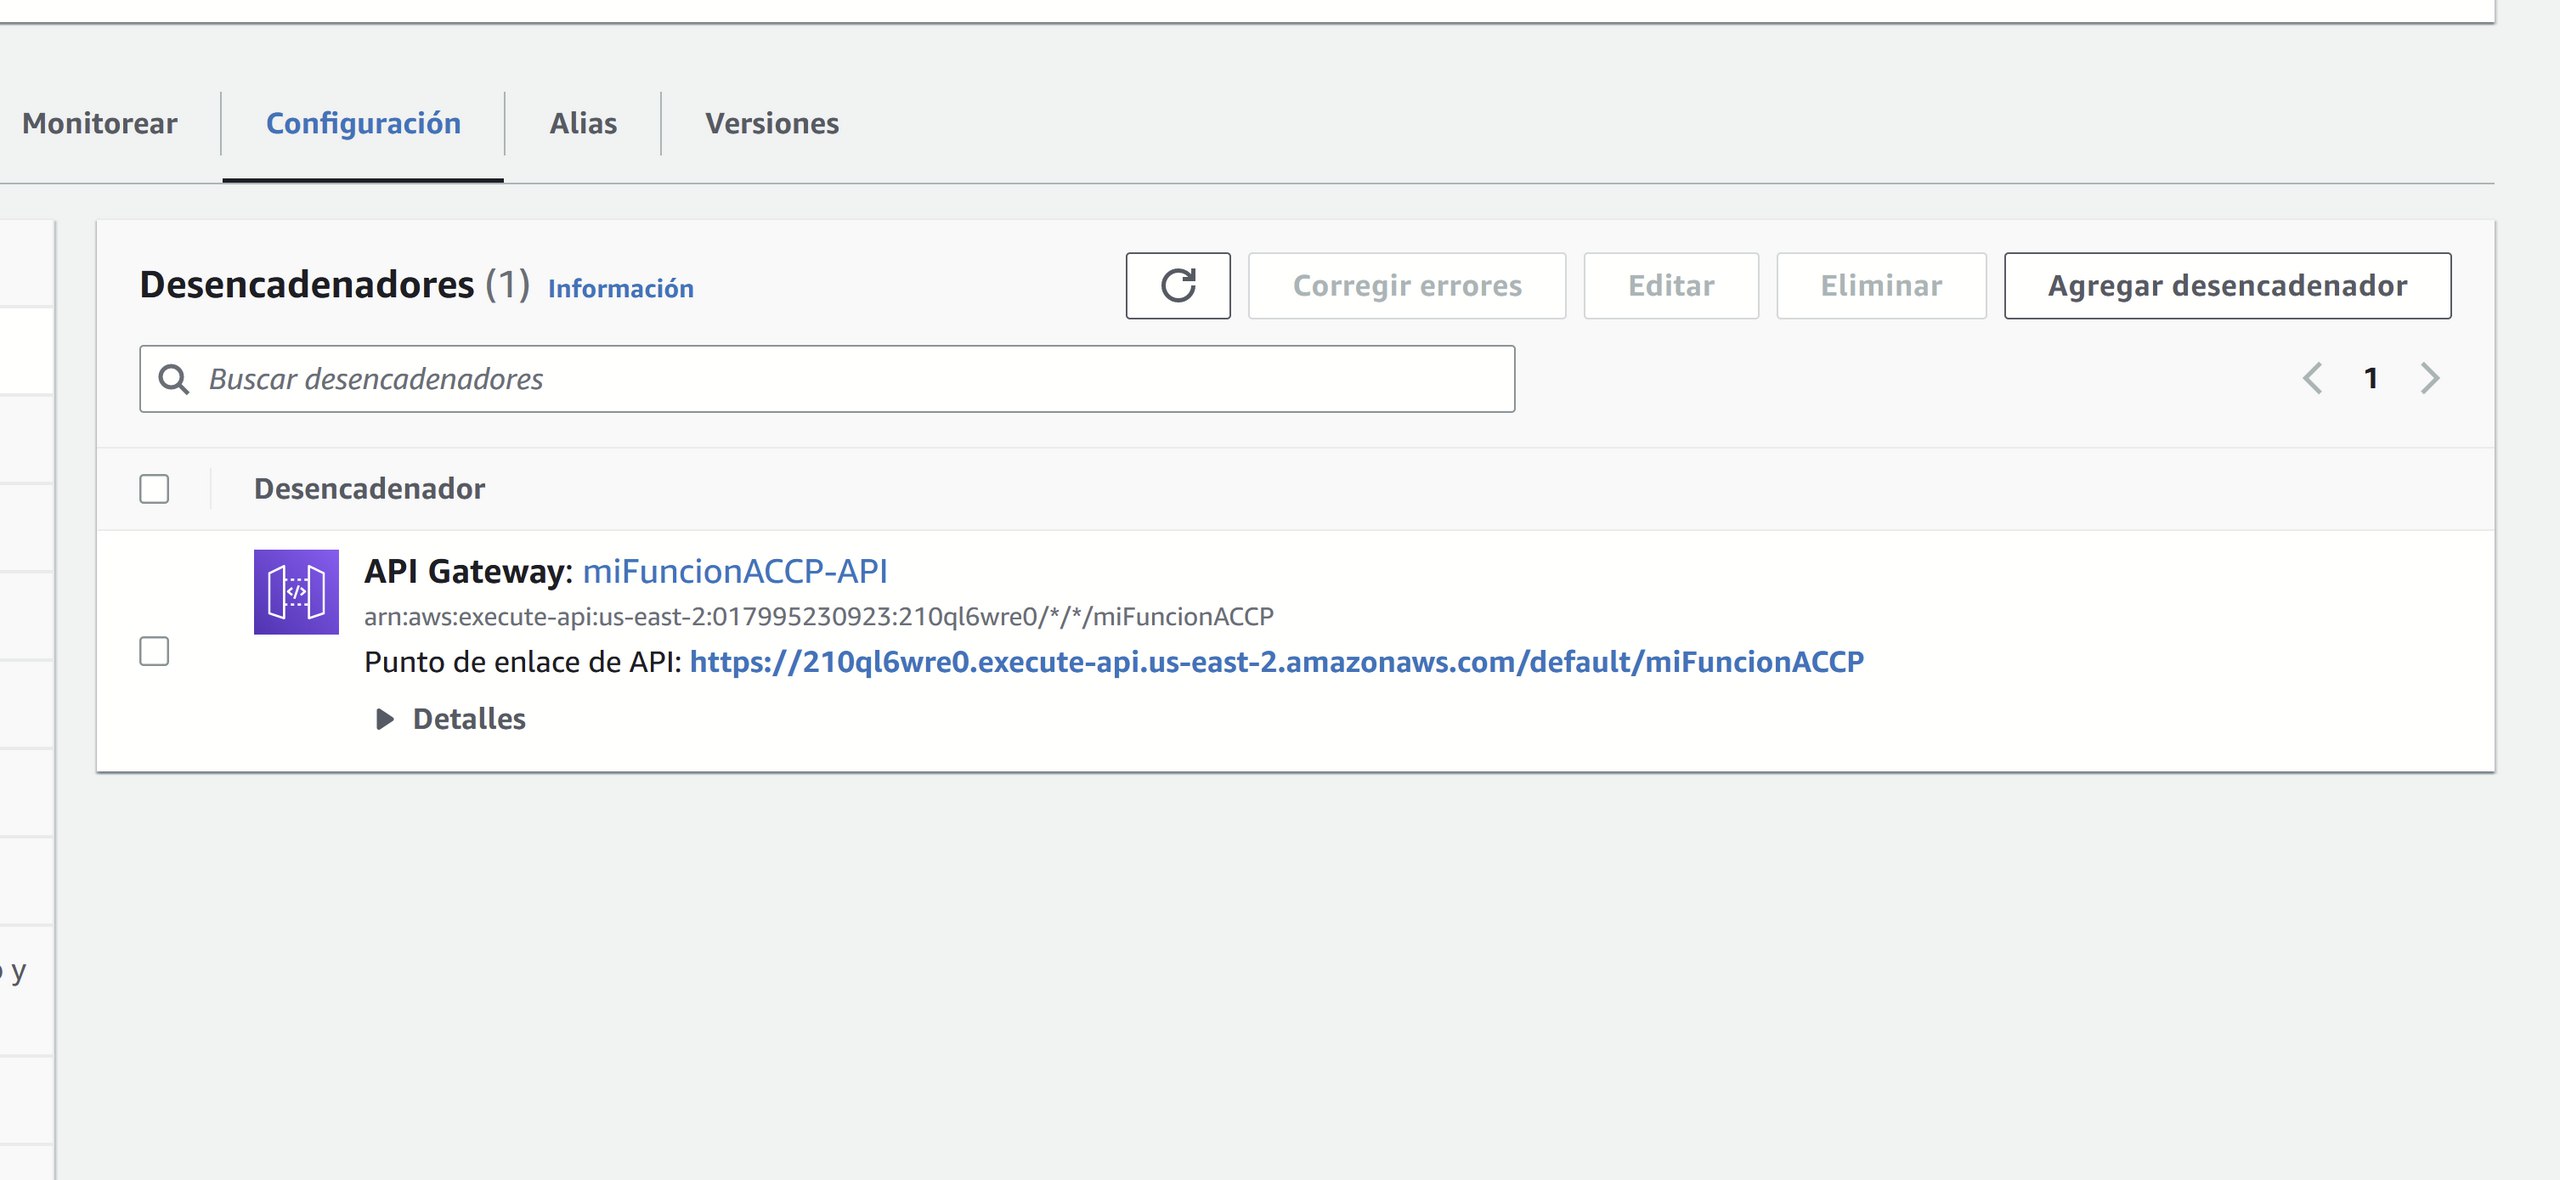 Monitorear
Configuración
Alias
Versiones
Desencadenadores (1) Información
Corregir errores
Editar
Eliminar
Agregar desencadenador
Buscar desencadenadores
1
Desencadenador
API Gateway: miFuncionACCP-API
arn:aws:execute-api:us-east-2:017995230923:210ql6wre0/*/*/miFuncionACCP
Punto de enlace de API: https://210ql6wre0.execute-api.us-east-2.amazonaws.com/default/miFuncionACCP
Detalles
y